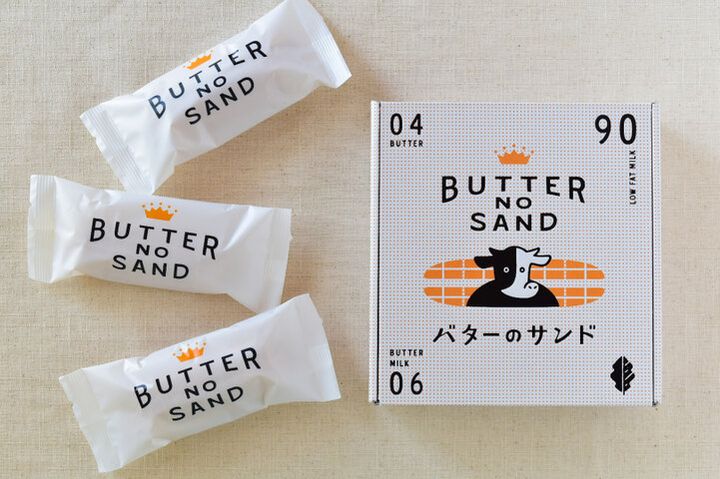 BUTTER
NO
SAND
BUTTER
NO
SAND
BUTTER
NO
SAND
04
BUTTER
90
LOW FAT MILK
BUTTER
NO
SAND
バターのサンド
BUTTER
MILK
06